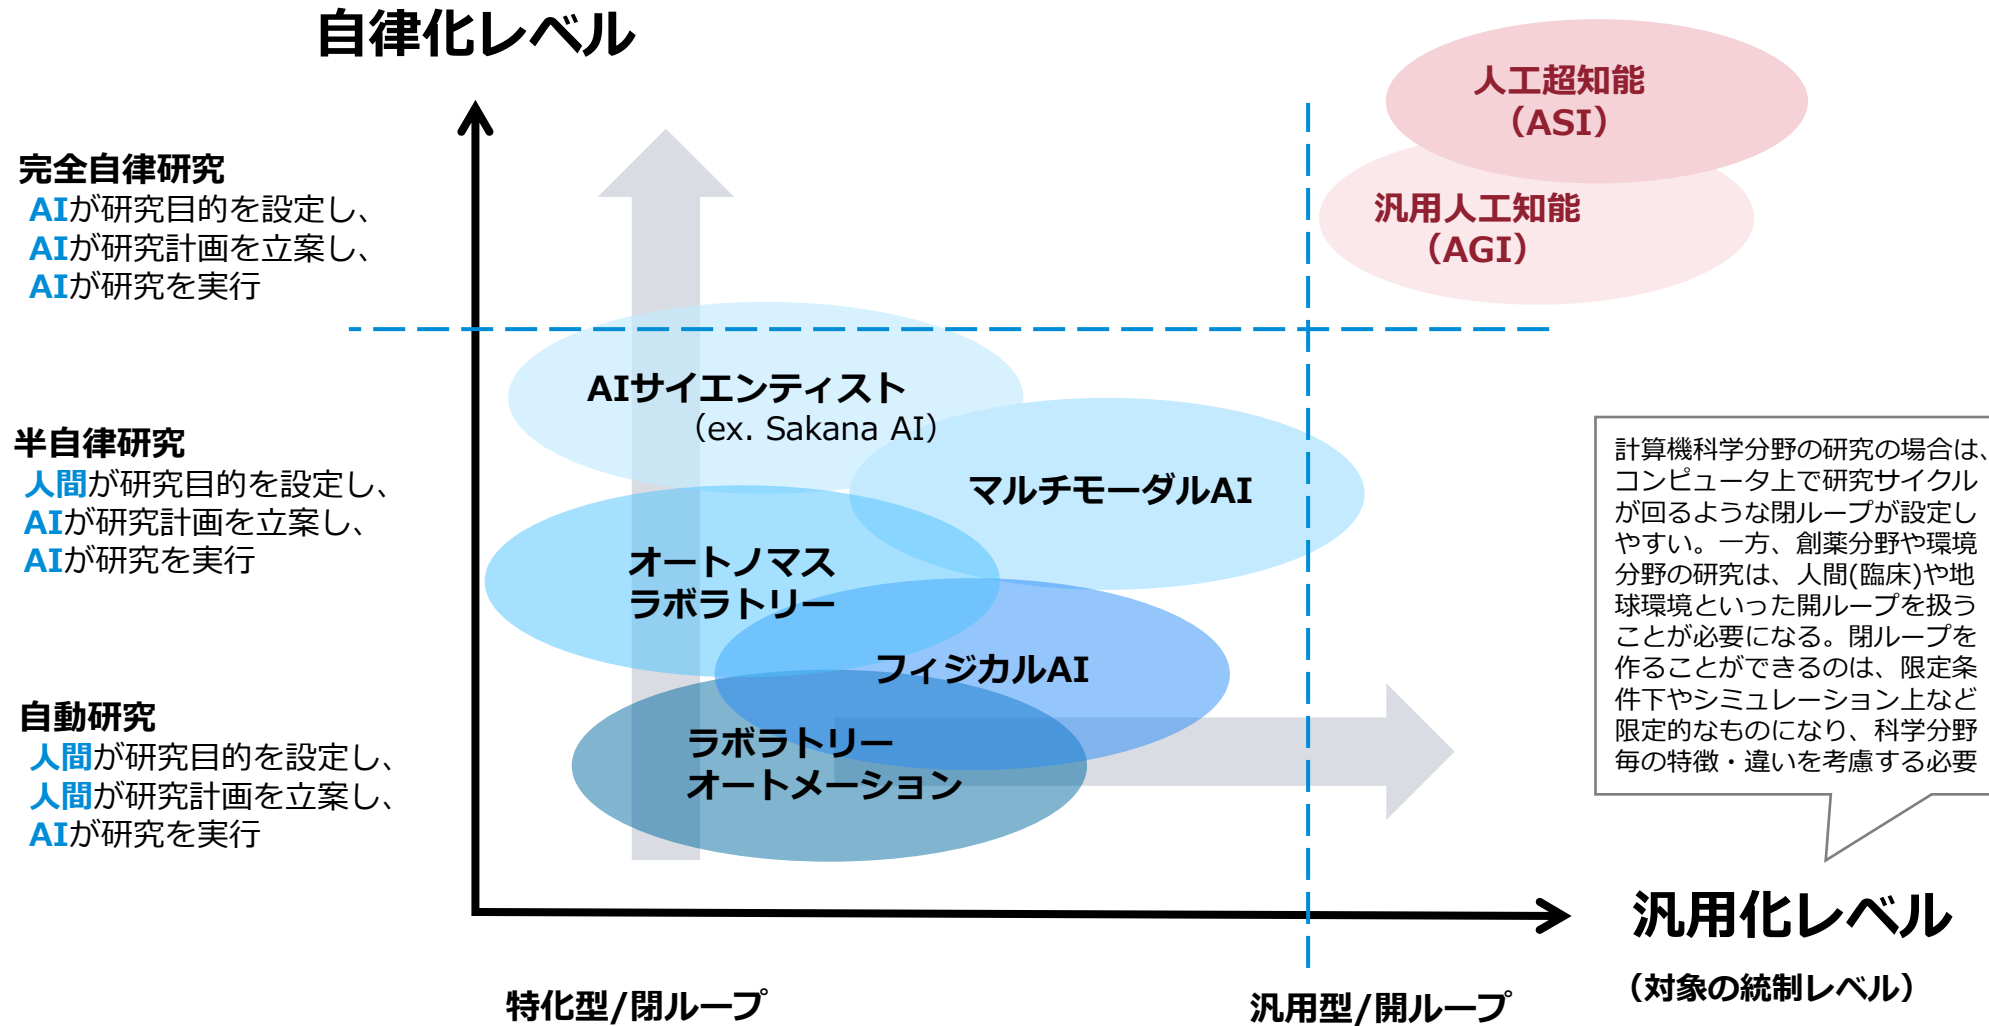 自律化レベル
完全自律研究
AIが研究目的を設定し、
AIが研究計画を立案し、
AIが研究を実行
半自律研究
人間が研究目的を設定し、
AIが研究計画を立案し、
AIが研究を実行
自動研究
人間が研究目的を設定し、
人間が研究計画を立案し、
AIが研究を実行
人工超知能
（ASI）
汎用人工知能
（AGI）
AIサイエンティスト
（ex. Sakana AI）
マルチモーダルAI
オートノマス
ラボラトリー
フィジカルAI
ラボラトリー
オートメーション
計算機科学分野の研究の場合は、
コンピュータ上で研究サイクル
が回るような閉ループが設定し
やすい。一方、創薬分野や環境
分野の研究は、人間(臨床)や地
球環境といった開ループを扱う
ことが必要になる。閉ループを
作ることができるのは、限定条
件下やシミュレーション上など
限定的なものになり、科学分野
毎の特徴・違いを考慮する必要
汎用化レベル
（対象の統制レベル）
特化型/閉ループ
汎用型/開ループ